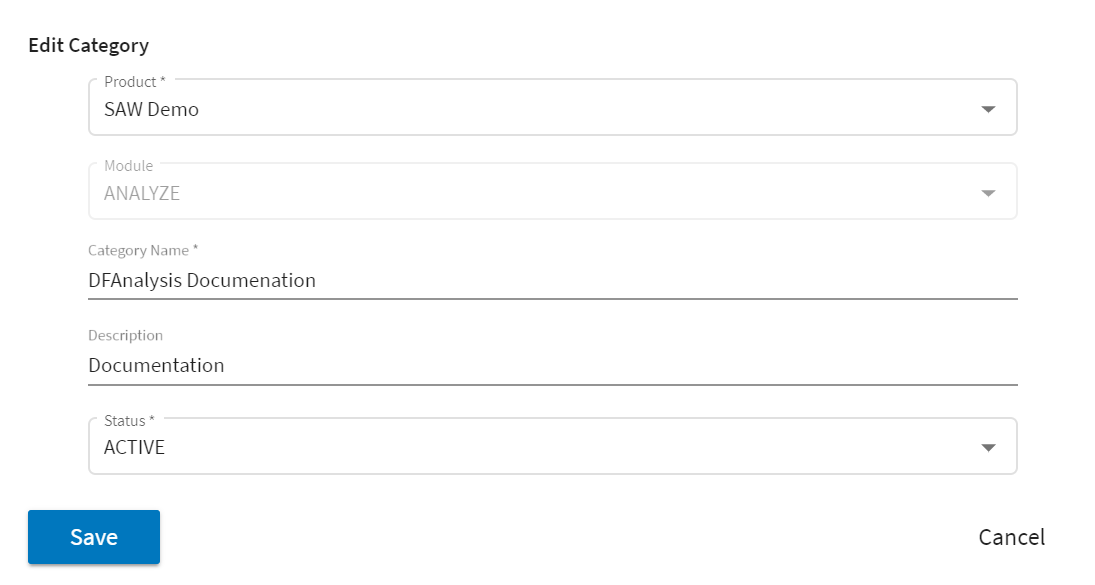 Edit Category
Product *
SAW Demo
Module
ANALYZE
Category Name *
DFAnalysis Documenation
Description
Documentation
Status *
ACTIVE
Save
Cancel